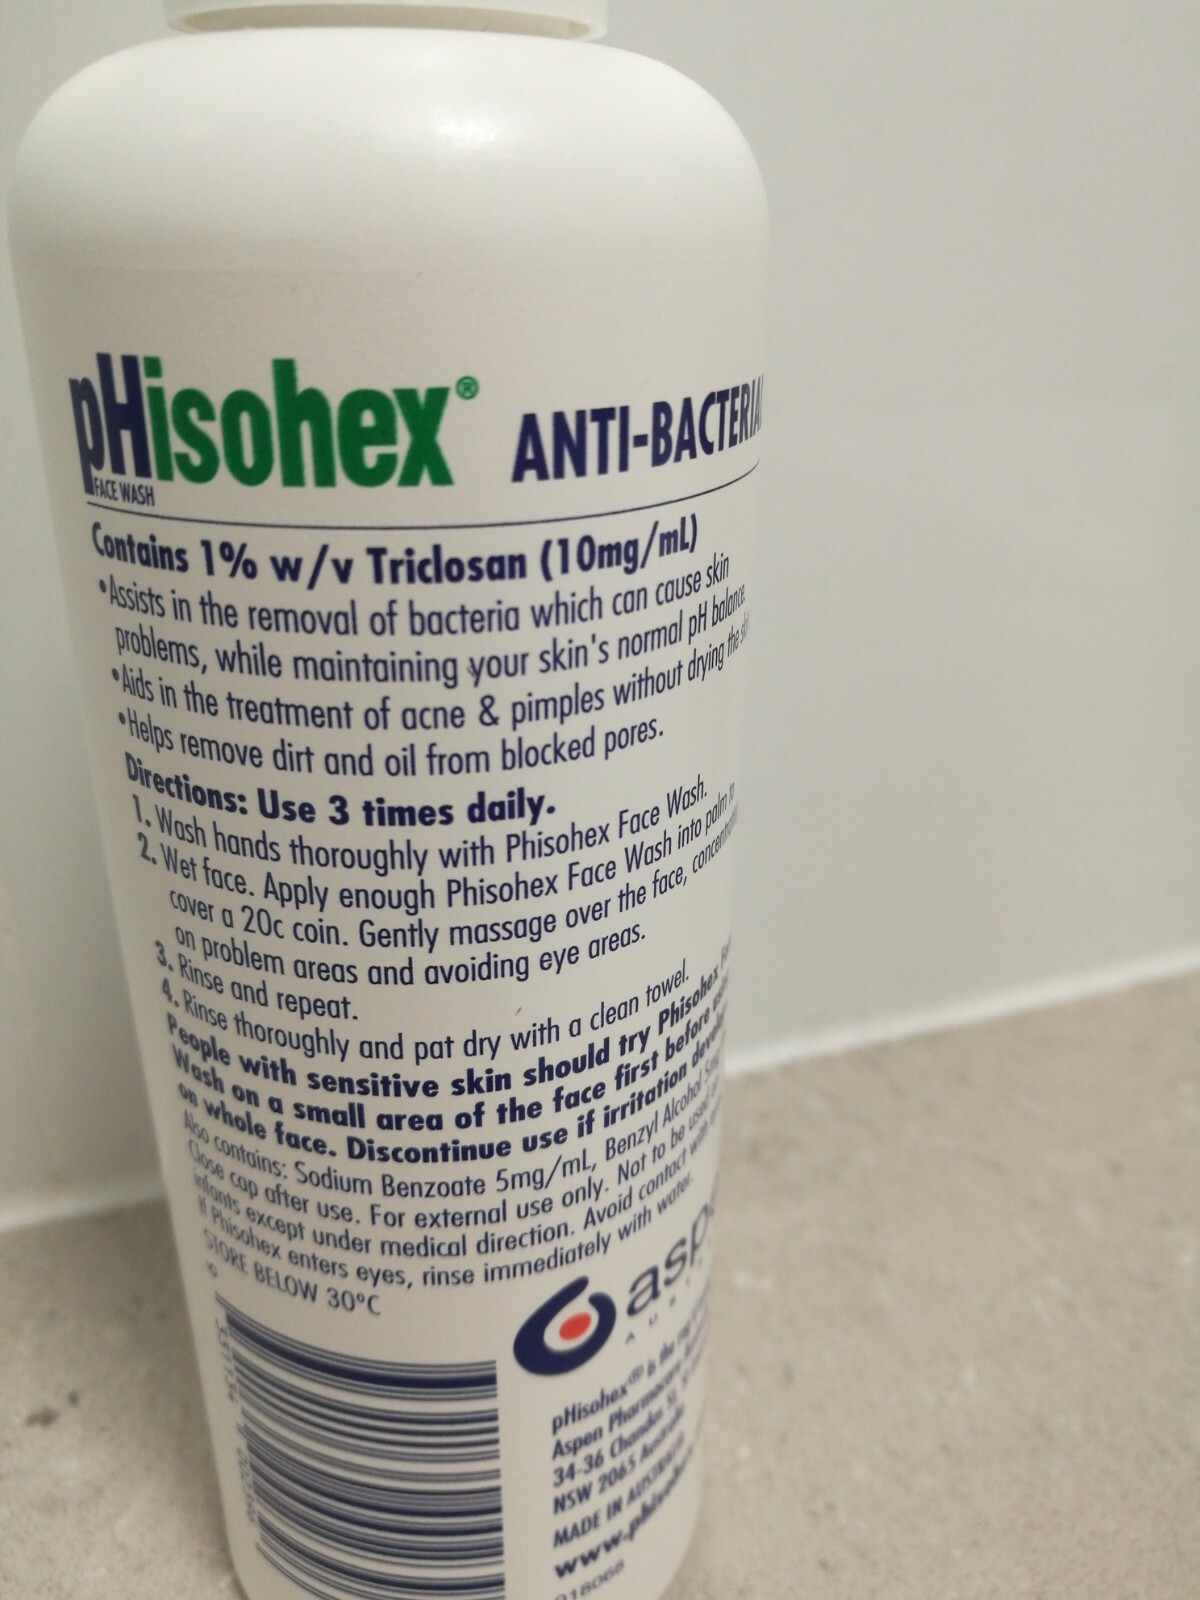 pHisohex® ANTI-BACTERIA
FACE WASH
Contains 1% w/v Triclosan (10mg/mL)
•Assists in the removal of bacteria which can cause skin
problems, while maintaining your skin's normal pH balance.
•Aids in the treatment of acne & pimples without drying the
•Helps remove dirt and oil from blocked pores.
Directions: Use 3 times daily.
1. Wash hands thoroughly with Phisohex Face Wash.
2. Wet face. Apply enough Phisohex Face Wash into palm to
cover a 20c coin. Gently massage over the face,
on problem areas and avoiding eye areas.
3. Rinse and repeat.
4. Rinse thoroughly and pat dry with a clean towel.
People with sensitive skin should try Phisohex
Wash on a small area of the face first before
on whole face. Discontinue use if irritation
Also contains: Sodium Benzoate 5mg/mL, Benzyl Alcohol
Close cap after use. For external use only. Not to be used
infants except under medical direction. Avoid contact with
If Phisohex enters eyes, rinse immediately with water.
STORE BELOW 30°C
asp
pHisohex® is the
Aspen
34-36 Chandos St,
NSW 2065
MADE IN AUSTRALIA